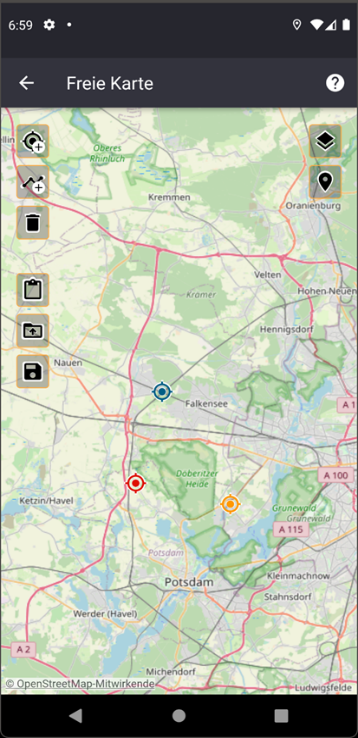 6:59
Freie Karte
Oberes
Rhinluch
Kremmen
Oranienburg
Velten
Krämer
Hohen Neuen
Hennigsdorf
Nauen
Falkensee
A 1
Döberitzer
Heide
A 100
Ketzin/Havel
Grunewald
Grunewald
A 115
Potsdam
Potsdam
Kleinmachnow
Stahnsdorf
Werder (Havel)
A 2
Michendorf
© OpenStreetMap-Mitwirkende
Ludwigsfelde